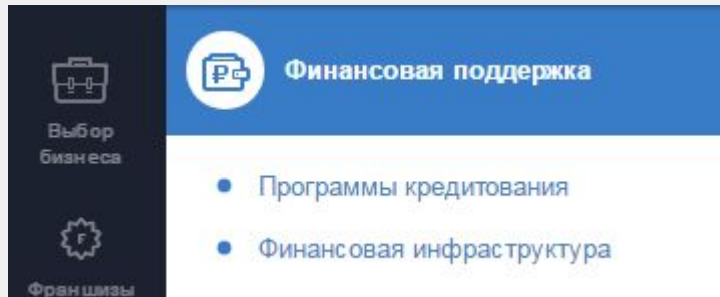 Финансовая поддержка
Выбор
бизнеса
Программы кредитования
Финансовая инфраструктура
Франшизы